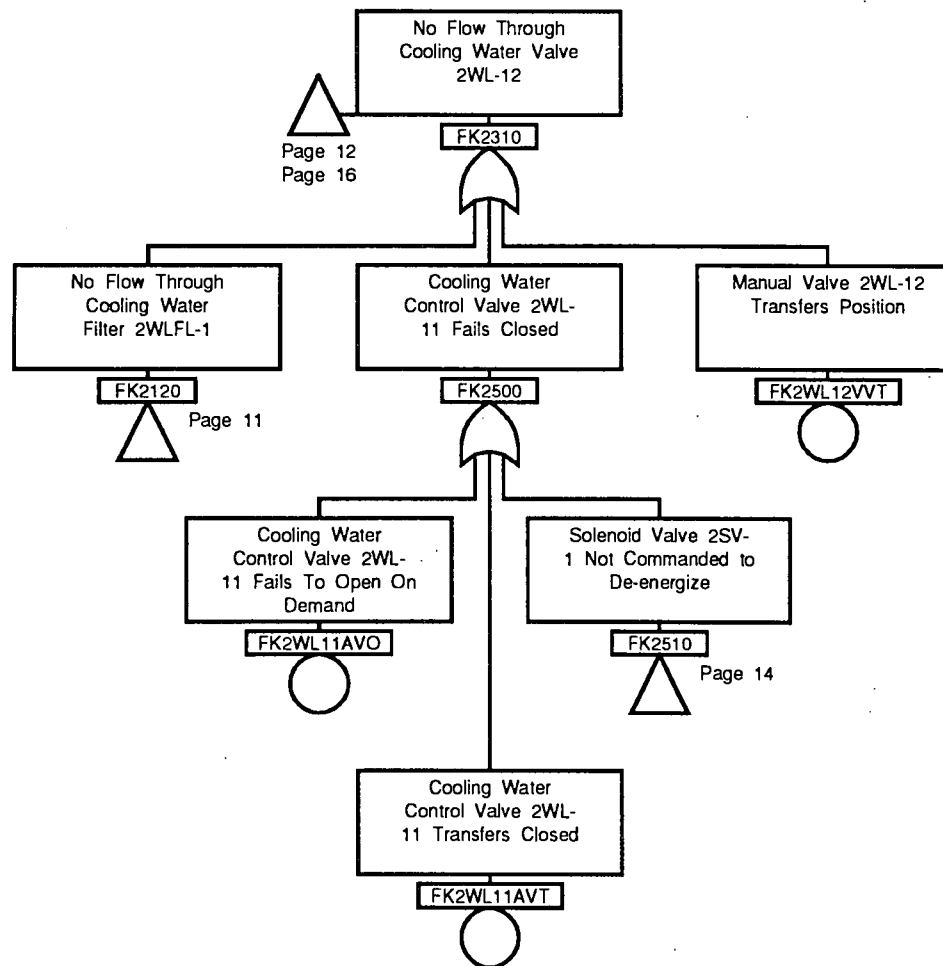 No Flow Through
Cooling Water Valve
2WL-12
FK2310
Page 12
Page 16
No Flow Through
Cooling Water
Filter 2WLFL-1
FK2120
Page 11
Cooling Water
Control Valve 2WL-
11 Fails Closed
FK2500
Manual Valve 2WL-12
Transfers Position
FK2WL12VVT
Cooling Water
Control Valve 2WL-
11 Fails To Open On
Demand
FK2WL11AVO
Solenoid Valve 2SV-
1 Not Commanded to
De-energize
FK2510
Page 14
Cooling Water
Control Valve 2WL-
11 Transfers Closed
FK2WL11AVT